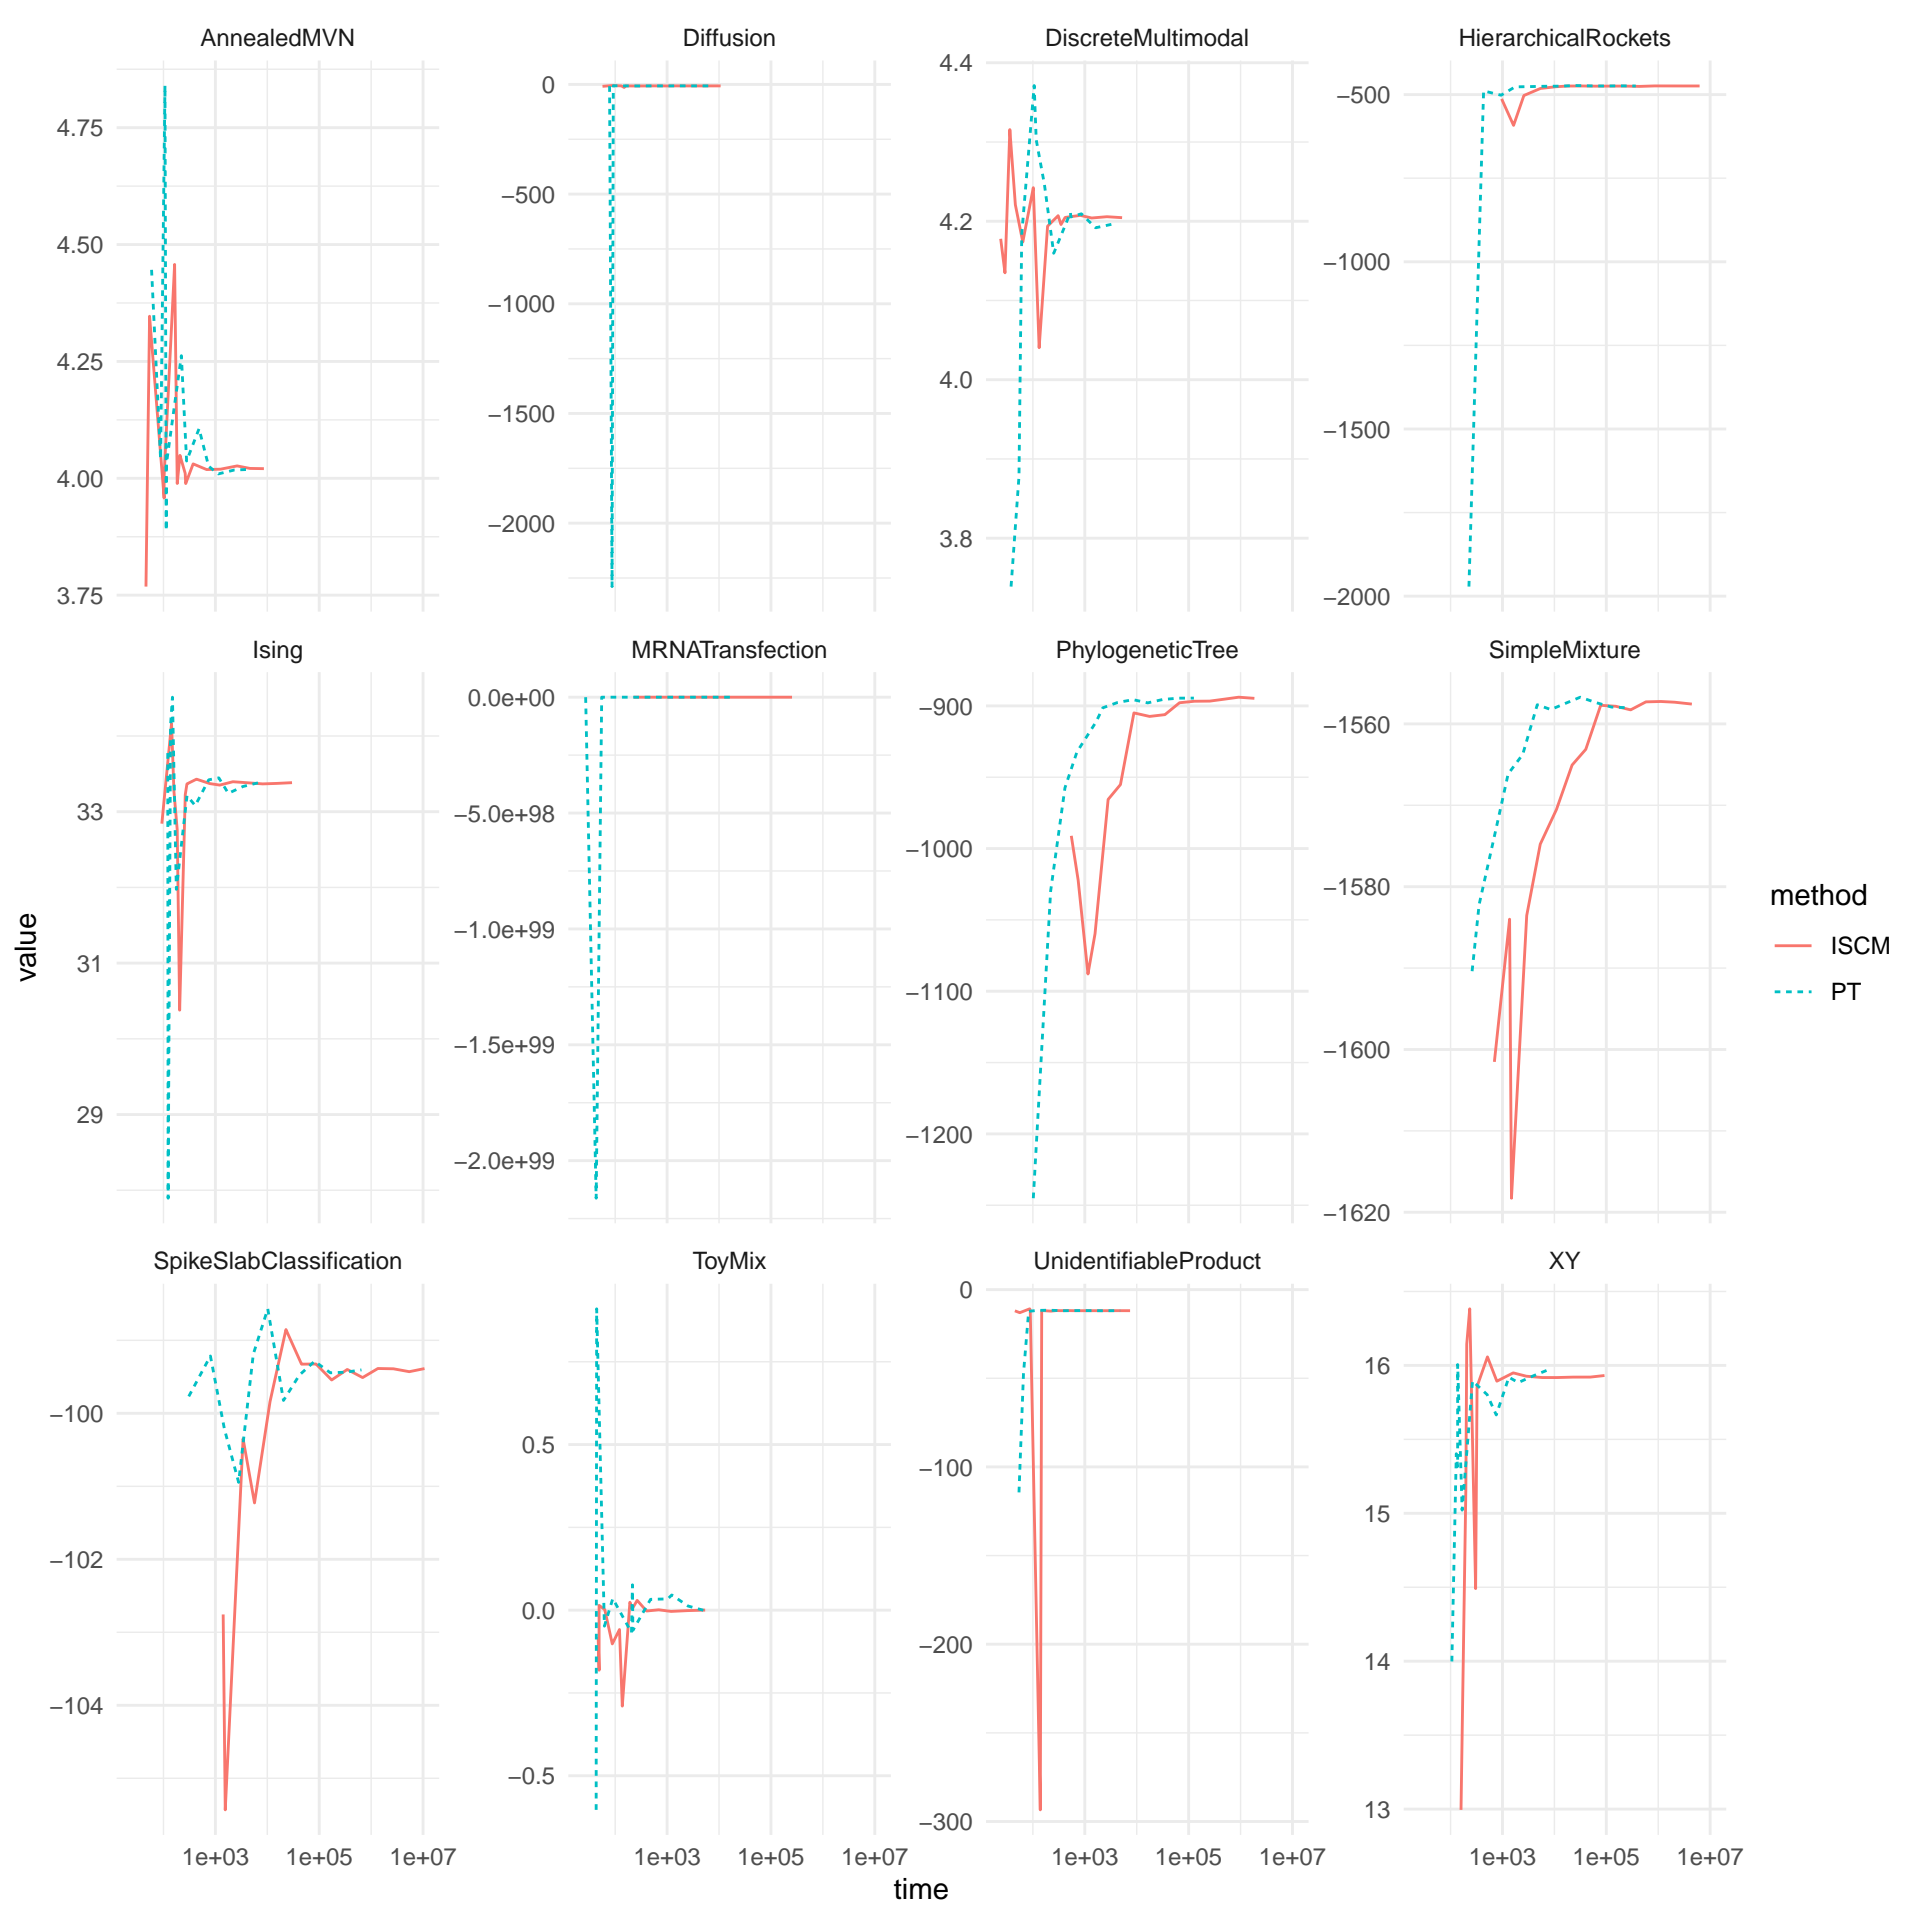 AnnealedMVN
Diffusion
DiscreteMultimodal
HierarchicalRockets
4.75
4.50
4.25
4.00
3.75
0
−500
−1000
−1500
−2000
4.4
4.2
4.0
3.8
−500
−1000
−1500
−2000
Ising
MRNATransfection
PhylogeneticTree
SimpleMixture
33
31
29
0.0e+00
−5.0e+98
−1.0e+99
−1.5e+99
−2.0e+99
−900
−1000
−1100
−1200
−1560
−1580
−1600
−1620
SpikeSlabClassification
ToyMix
UnidentifiableProduct
XY
−100
−102
−104
0.5
0.0
−0.5
0
−100
−200
−300
16
15
14
13
1e+03 1e+05 1e+07
1e+03 1e+05 1e+07
1e+03 1e+05 1e+07
1e+03 1e+05 1e+07
time
value
method
ISCM
PT